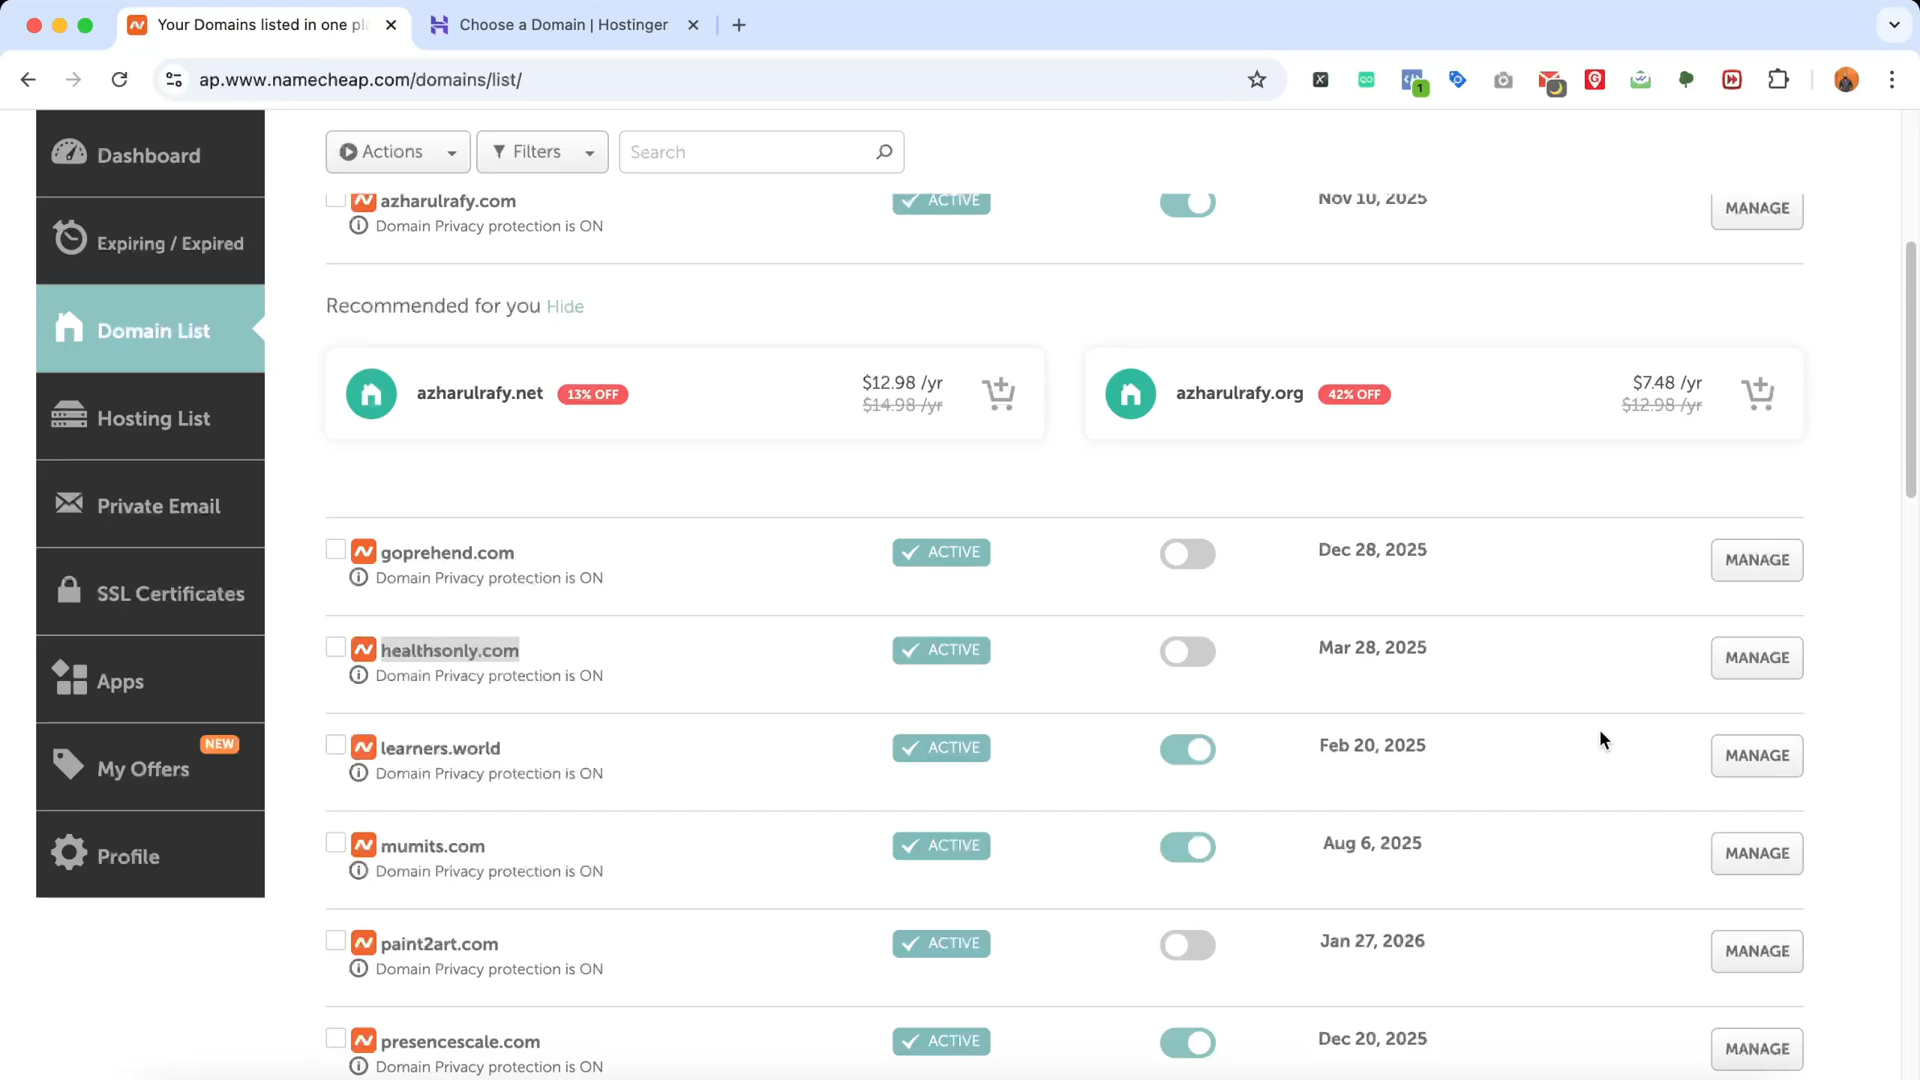 Your Domains listed in one pl
Choose a Domain | Hostinger
ap.www.namecheap.com/domains/list/
1
Dashboard
Expiring / Expired
Domain List
Hosting List
Private Email
SSL Certificates
Apps
NEW
My Offers
Profile
Actions
Filters
Search
azharulrafy.com
ACTIVE
Nov 10, 2025
MANAGE
Domain Privacy protection is ON
Recommended for you Hide
azharulrafy.net
13% OFF
$12.98 /yr
$14.98 /yr
azharulrafy.org
42% OFF
$7.48 /yr
$12.98 /yr
goprehend.com
ACTIVE
Dec 28, 2025
MANAGE
Domain Privacy protection is ON
healthsonly.com
ACTIVE
Mar 28, 2025
MANAGE
Domain Privacy protection is ON
learners.world
ACTIVE
Feb 20, 2025
MANAGE
Domain Privacy protection is ON
mumits.com
ACTIVE
Aug 6, 2025
MANAGE
Domain Privacy protection is ON
paint2art.com
ACTIVE
Jan 27, 2026
MANAGE
Domain Privacy protection is ON
presencescale.com
ACTIVE
Dec 20, 2025
MANAGE
Domain Privacy protection is ON